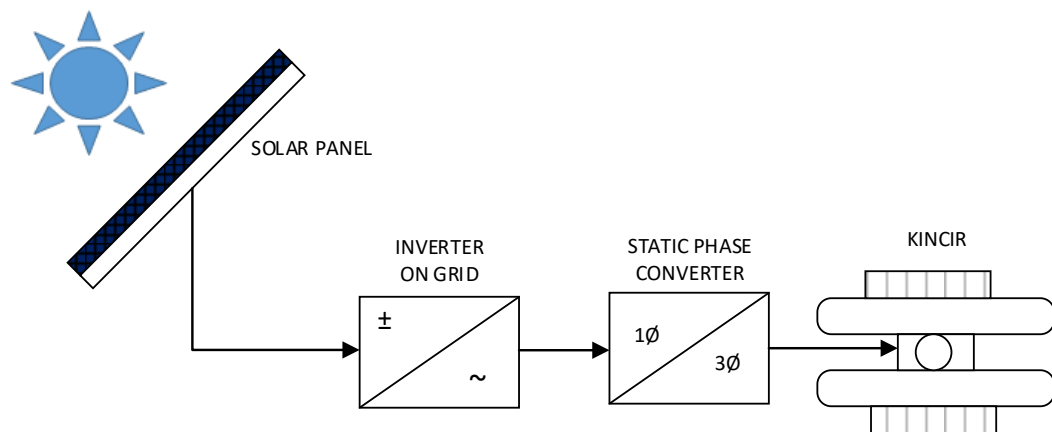 SOLAR PANEL
INVERTER
ON GRID
±
~
STATIC PHASE
CONVERTER
1Ø
3Ø
KINCIR